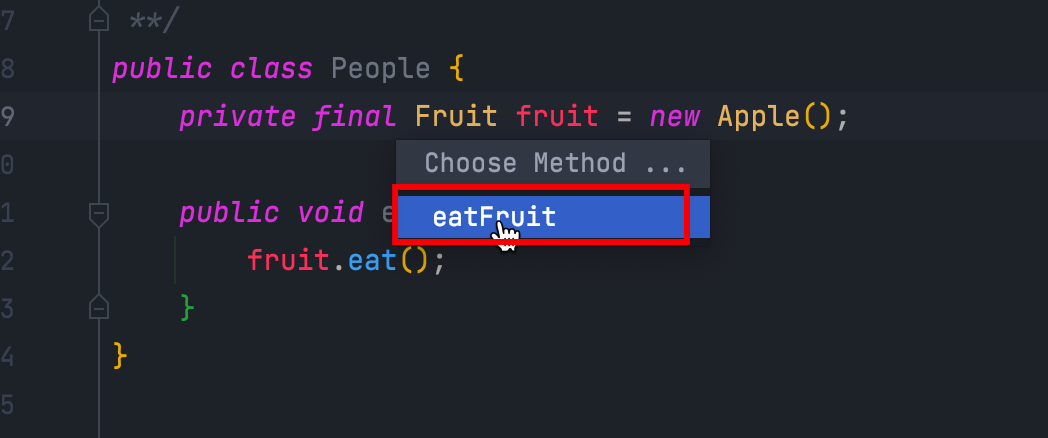 7 **/
8 public class People {
9 private final Fruit fruit = new Apple();
0 Choose Method ...
1 public void e
eatFruit
2 fruit.eat();
3 }
4 }
5